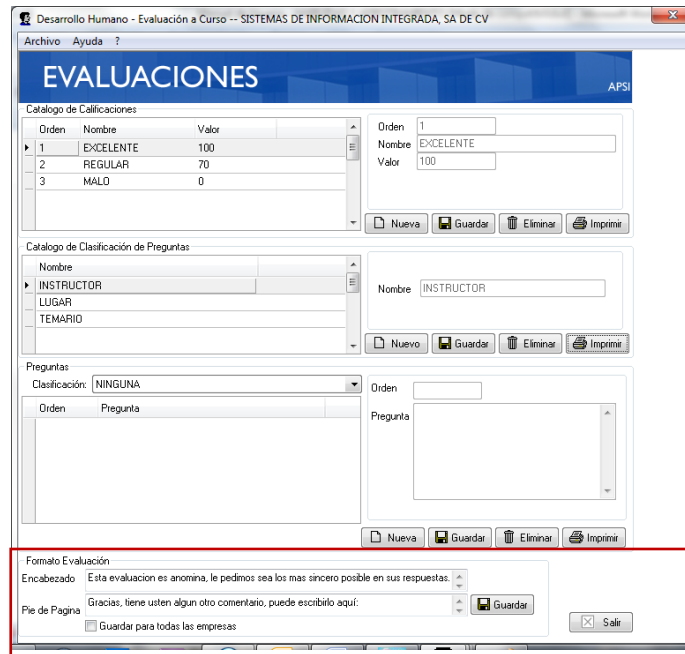 Desarrollo Humano - Evaluación a Curso -- SISTEMAS DE INFORMACION INTEGRADA, SA DE CV
Archivo Ayuda ?
EVALUACIONES
APSI
Catalogo de Calificaciones
Orden Nombre Valor
1 EXCELENTE 100
2 REGULAR 70
3 MALO 0
Orden 1
Nombre EXCELENTE
Valor 100
Nueva Guardar Eliminar Imprimir
Catalogo de Clasificación de Preguntas
Nombre
INSTRUCTOR
LUGAR
TEMARIO
Nombre INSTRUCTOR
Nuevo Guardar Eliminar Imprimir
Preguntas
Clasificación: NINGUNA
Orden Pregunta
Orden
Pregunta
Nueva Guardar Eliminar Imprimir
Formato Evaluación
Encabezado Esta evaluacion es anomina, le pedimos sea los mas sincero posible en sus respuestas.
Pie de Pagina Gracias, tiene usten algun otro comentario, puede escribirlo aquí:
Guardar
Guardar para todas las empresas
Salir